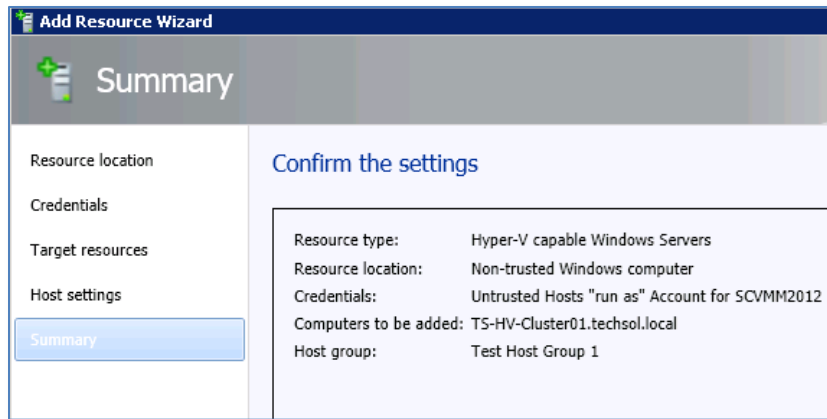 Add Resource Wizard
Summary
Resource location
Credentials
Target resources
Host settings
Summary
Confirm the settings
Resource type: Hyper-V capable Windows Servers
Resource location: Non-trusted Windows computer
Credentials: Untrusted Hosts "run as" Account for SCVMM2012
Computers to be added: TS-HV-Cluster01.techsol.local
Host group: Test Host Group 1